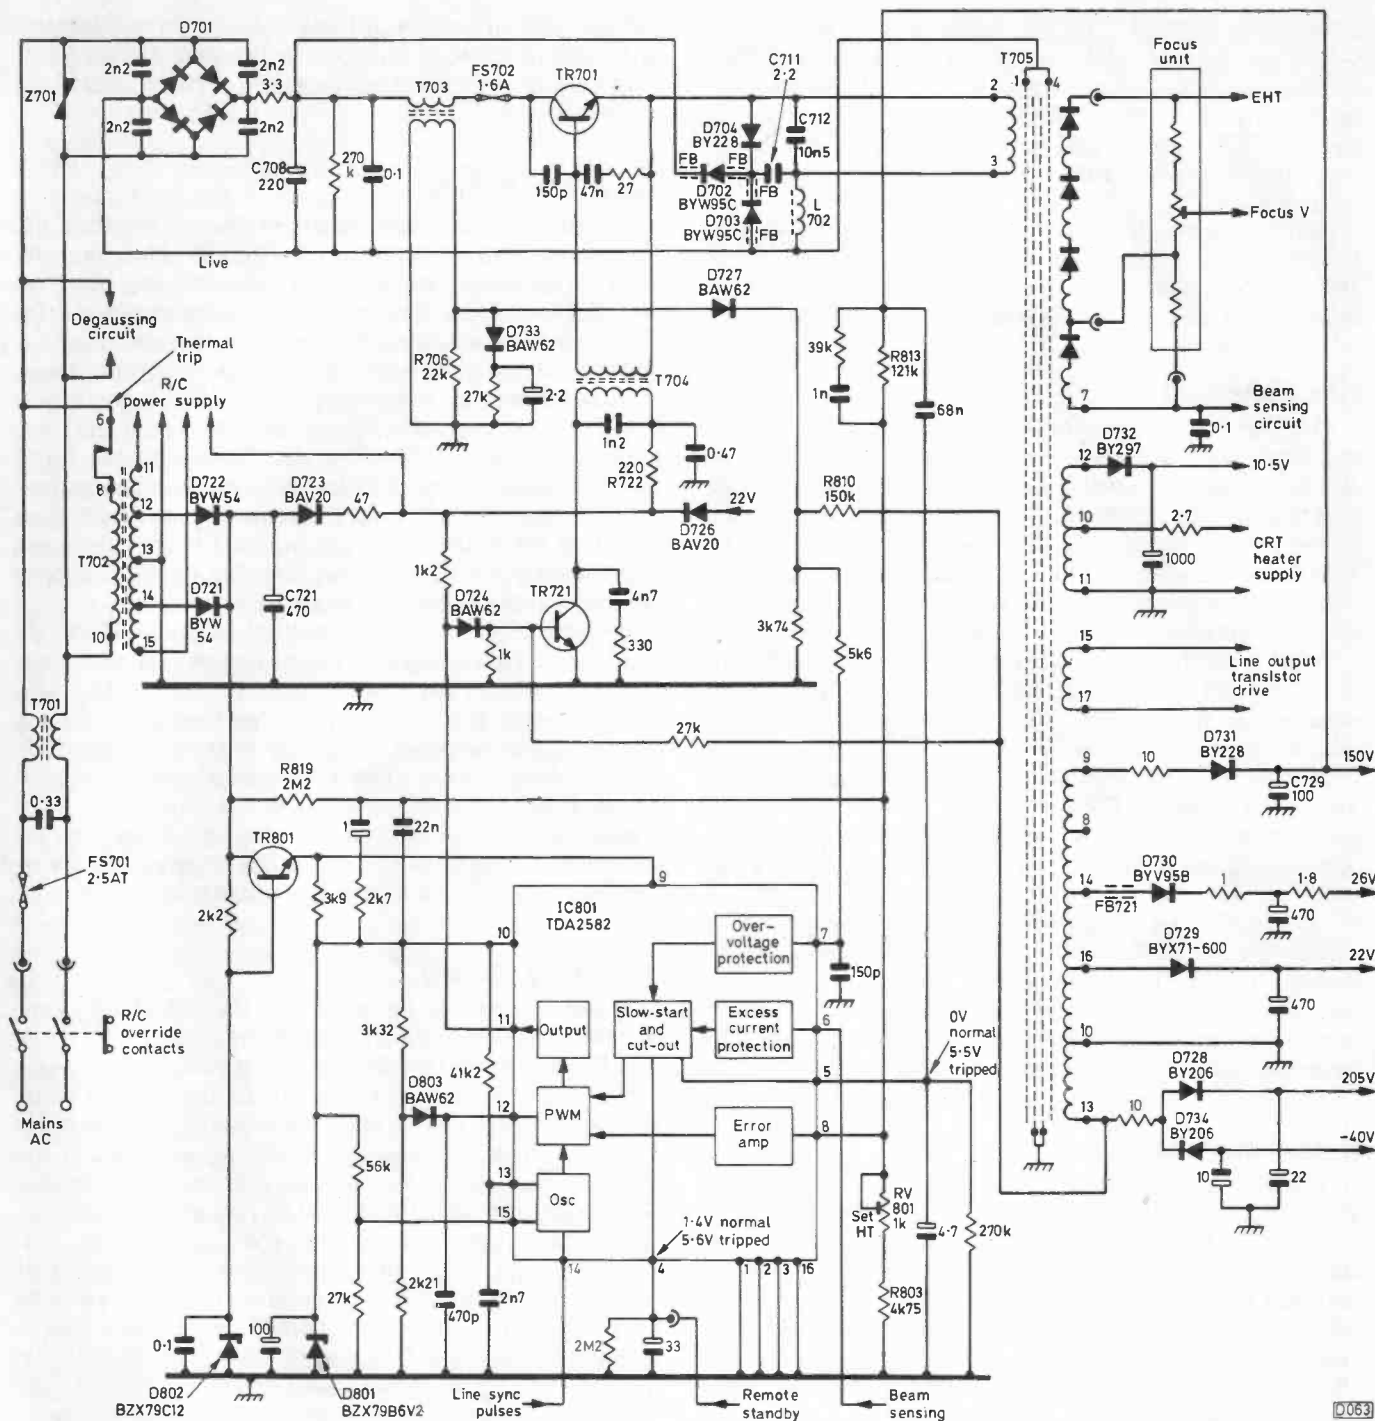 D701
2n2
2n2
2n2
2n2
3·3
Z701
C708
220
270
k
0·1
Live
T703
FS702
1·6A
TR701
150p
47n
27
D704
BY228
FB
FB
D702
BYW95C
D703
BYW95C
FB
FB
C711
2·2
C712
10n5
L
702
T705
1
4
2
3
Focus
unit
EHT
Focus V
7
Beam
sensing
circuit
0·1
Degaussing
circuit
Thermal
trip
R/C
power supply
6
8
10
11
12
13
14
15
T702
D722
BYW54
D723
BAV20
47
D721
BYW
54
C721
470
R706
22k
D733
BAW62
27k
2·2
D727
BAW62
T704
1n2
0·47
220
R722
22V
D726
BAV20
39k
1n
R813
121k
68n
R810
150k
1k2
D724
BAW62
1k
TR721
4n7
330
3k74
5k6
27k
12
D732
BY297
10·5V
10
2·7
1000
CRT
heater
supply
11
15
Line output
transistor
drive
17
9
10
D731
BY228
150V
C729
100
8
14
FB721
D730
BYV95B
1
1·8
26V
470
16
D729
BYX71-600
22V
470
10
D728
BY206
205V
13
10
D734
BY206
-40V
10
22
T701
0·33
FS701
2·5AT
R/C
override
contacts
Mains
AC
R819
2M2
1
22n
TR801
2k2
3k9
2k7
IC801
TDA2582
9
10
7
Over-
voltage
protection
150p
11
Output
Slow-start
and
cut-out
Excess
current
protection
6
5
0V
normal
5·5V
tripped
3k32
41k2
D803
BAW62
12
PWM
Error
amp
8
13
Osc
15
56k
1·4V normal
5·6V tripped
Set
HT
RV
801
1k
4·7
270k
14
4
1
2
3
16
27k
2k21
470p
2n7
2M2
33
R803
4k75
0·1
D802
BZX79C12
100
D801
BZX79B6V2
Line sync
pulses
Remote
standby
Beam
sensing
D063